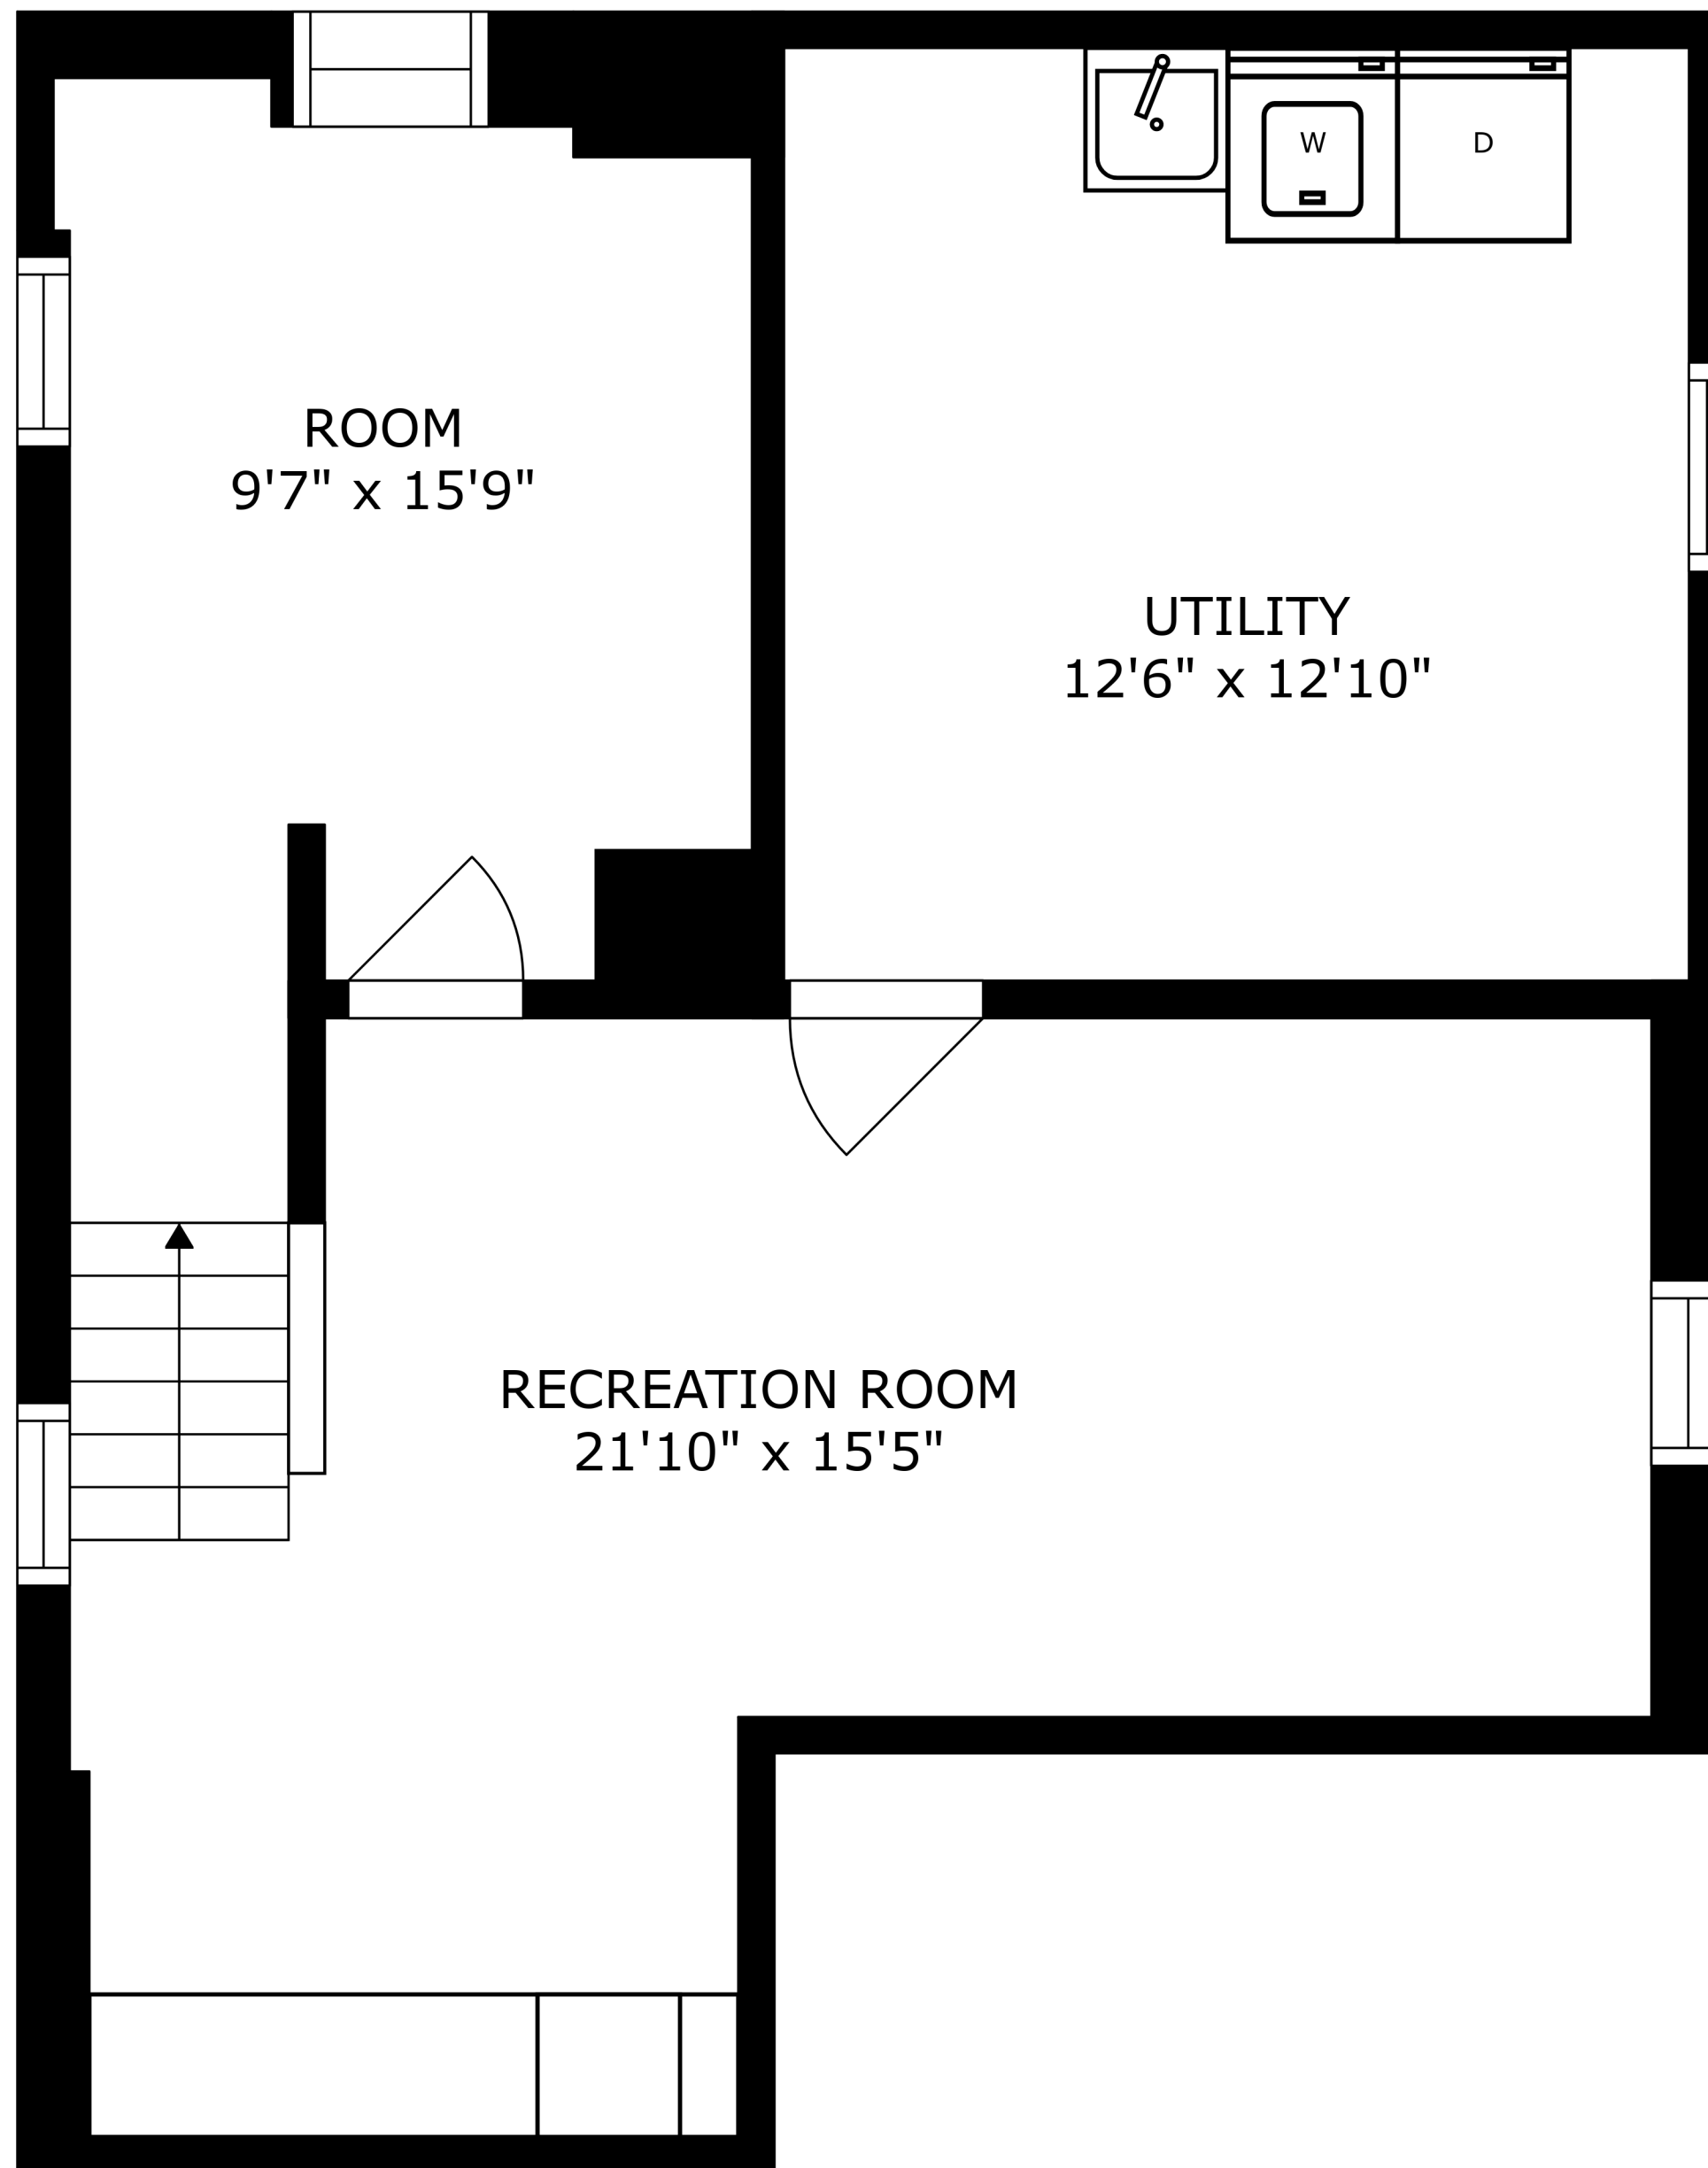 W
D
ROOM
9'7" x 15'9"
UTILITY
12'6" x 12'10"
RECREATION ROOM
21'10" x 15'5"